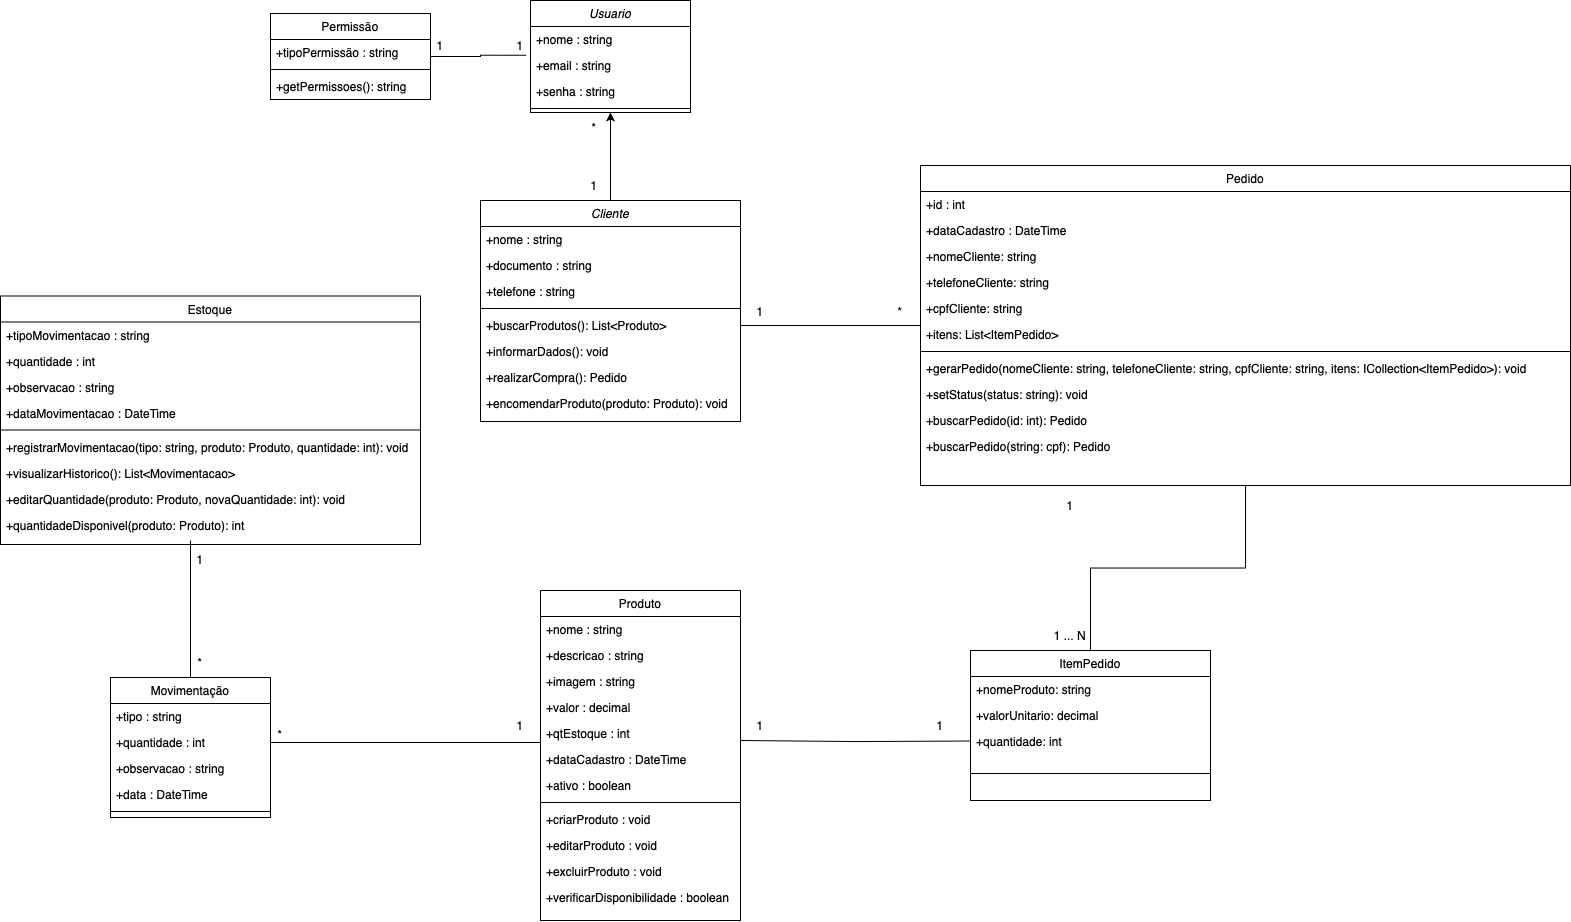 Permissão
+tipoPermissão : string
+getPermissoes(): string
1
1
Usuario
+nome : string
+email : string
+senha : string
*
1
Cliente
+nome : string
+documento : string
+telefone : string
+buscarProdutos(): List<Produto>
+informarDados(): void
+realizarCompra(): Pedido
+encomendarProduto(produto: Produto): void
1
*
Pedido
+id : int
+dataCadastro : DateTime
+nomeCliente: string
+telefoneCliente: string
+cpfCliente: string
+itens: List<ItemPedido>
+gerarPedido(nomeCliente: string, telefoneCliente: string, cpfCliente: string, itens: ICollection<ItemPedido>): void
+setStatus(status: string): void
+buscarPedido(id: int): Pedido
+buscarPedido(string: cpf): Pedido
1
1 ... N
Estoque
+tipoMovimentacao : string
+quantidade : int
+observacao : string
+dataMovimentacao : DateTime
+registrarMovimentacao(tipo: string, produto: Produto, quantidade: int): void
+visualizarHistorico(): List<Movimentacao>
+editarQuantidade(produto: Produto, novaQuantidade: int): void
+quantidadeDisponivel(produto: Produto): int
1
*
Movimentação
+tipo : string
+quantidade : int
+observacao : string
+data : DateTime
*
1
Produto
+nome : string
+descricao : string
+imagem : string
+valor : decimal
+qtEstoque : int
+dataCadastro : DateTime
+ativo : boolean
+criarProduto : void
+editarProduto : void
+excluirProduto : void
+verificarDisponibilidade : boolean
1
1
ItemPedido
+nomeProduto: string
+valorUnitario: decimal
+quantidade: int